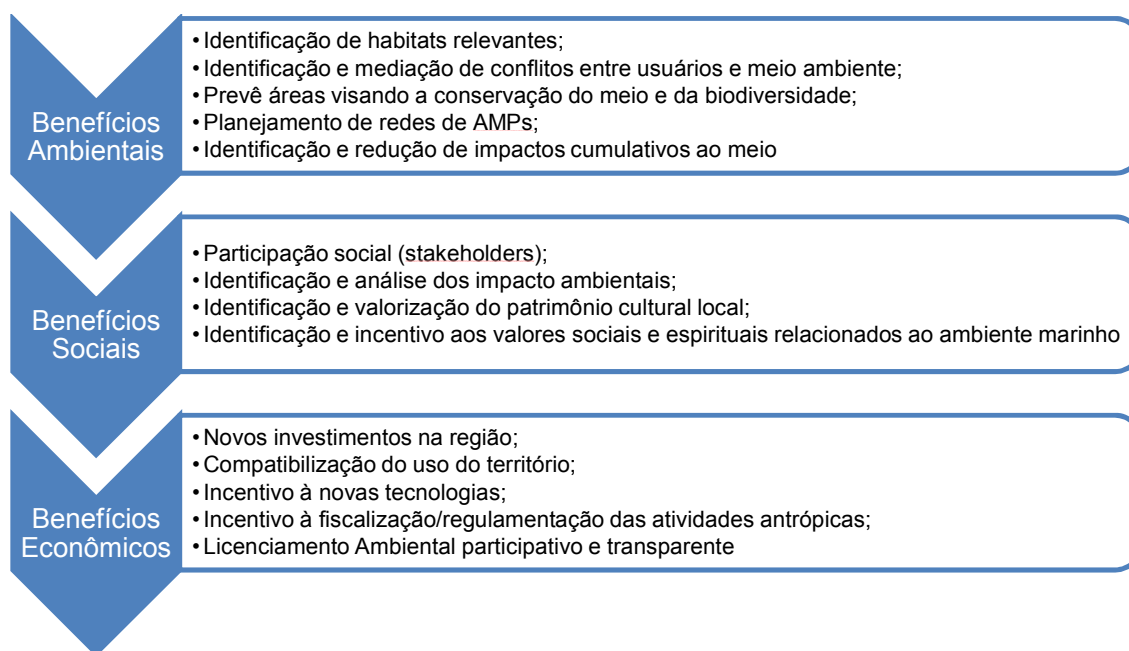 Benefícios
Ambientais
• Identificação de habitats relevantes;
• Identificação e mediação de conflitos entre usuários e meio ambiente;
• Prevê áreas visando a conservação do meio e da biodiversidade;
• Planejamento de redes de AMPs;
• Identificação e redução de impactos cumulativos ao meio
Benefícios
Sociais
• Participação social (stakeholders);
• Identificação e análise dos impacto ambientais;
• Identificação e valorização do patrimônio cultural local;
• Identificação e incentivo aos valores sociais e espirituais relacionados ao ambiente marinho
Benefícios
Econômicos
• Novos investimentos na região;
• Compatibilização do uso do território;
• Incentivo à novas tecnologias;
• Incentivo à fiscalização/regulamentação das atividades antrópicas;
• Licenciamento Ambiental participativo e transparente